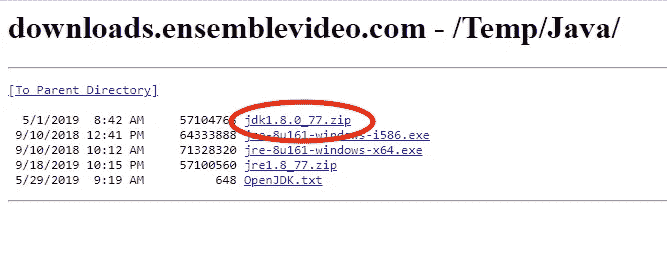 downloads.ensemblevideo.com - /Temp/Java/
[To Parent Directory]
5/1/2019 8:42 AM 57104763 jdk1.8.0_77.zip
9/10/2018 12:41 PM 64333888 jre-8u161-windows-i586.exe
9/10/2018 10:12 AM 71328320 jre-8u161-windows-x64.exe
9/18/2019 10:15 PM 57100560 jre1.8_77.zip
5/29/2019 9:19 AM 648 OpenJDK.txt